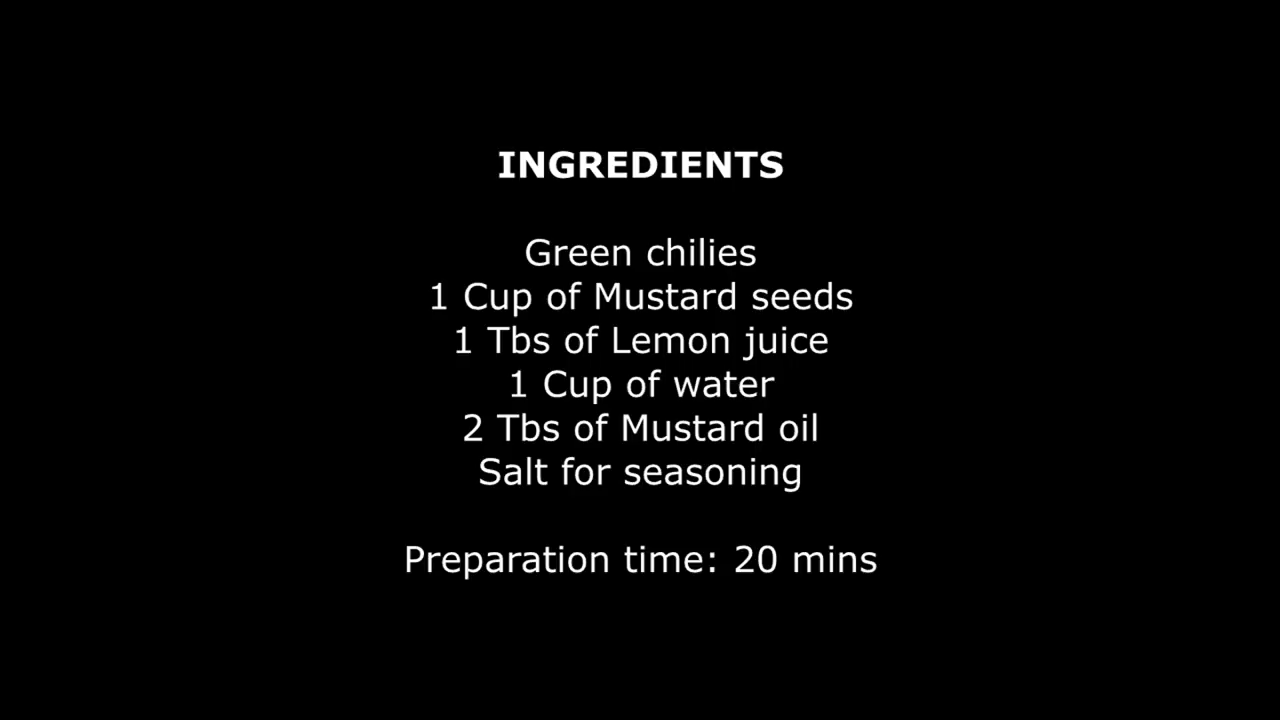 INGREDIENTS
Green chilies
1 Cup of Mustard seeds
1 Tbs of Lemon juice
1 Cup of water
2 Tbs of Mustard oil
Salt for seasoning
Preparation time: 20 mins